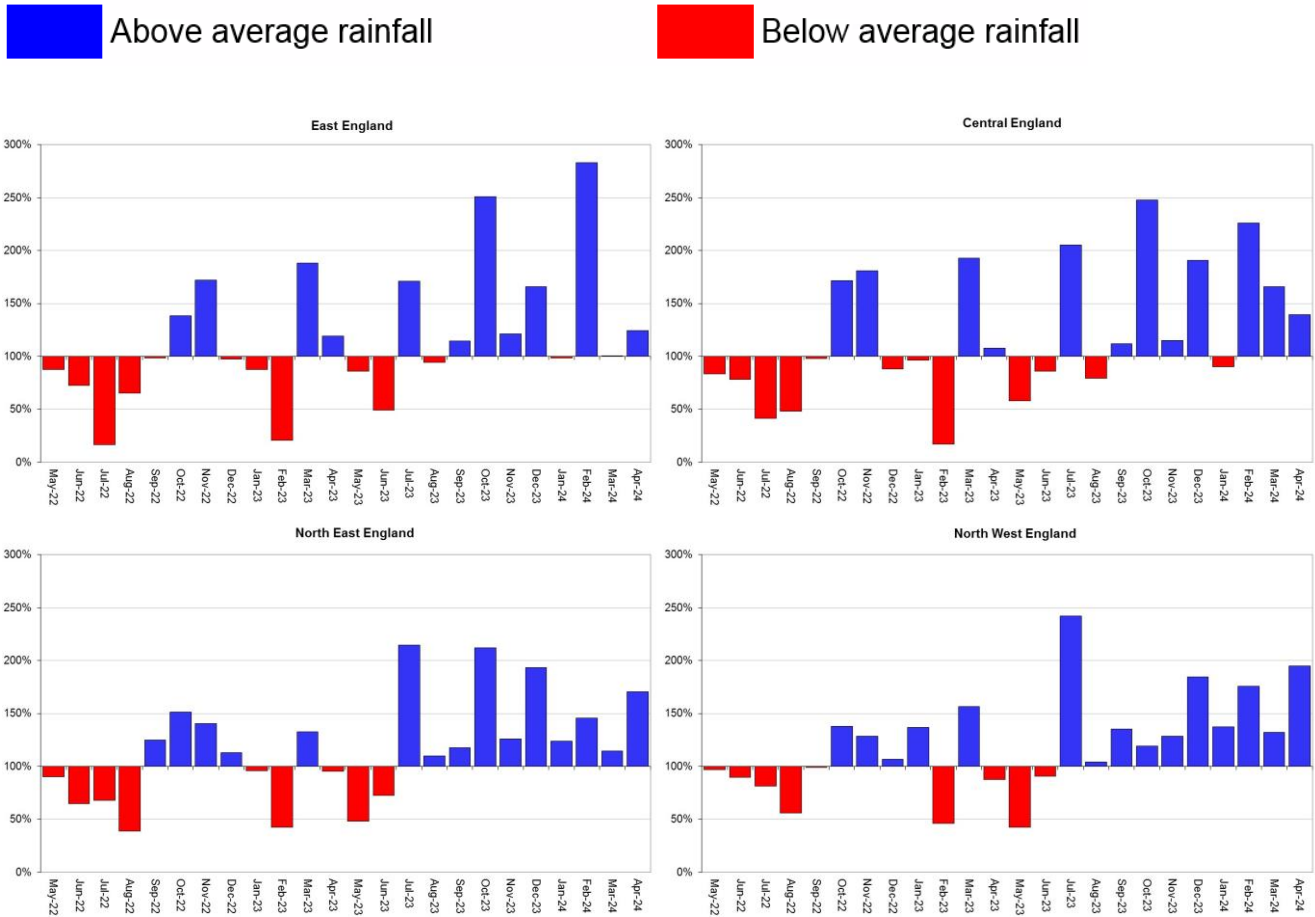 Above average rainfall
Below average rainfall
East England
300%
250%
200%
150%
100%
50%
0%
May-22 Jun-22 Jul-22 Aug-22 Sep-22 Oct-22 Nov-22 Dec-22 Jan-23 Feb-23 Mar-23 Apr-23 May-23 Jun-23 Jul-23 Aug-23 Sep-23 Oct-23 Nov-23 Dec-23 Jan-24 Feb-24 Mar-24 Apr-24
Central England
300%
250%
200%
150%
100%
50%
0%
May-22 Jun-22 Jul-22 Aug-22 Sep-22 Oct-22 Nov-22 Dec-22 Jan-23 Feb-23 Mar-23 Apr-23 May-23 Jun-23 Jul-23 Aug-23 Sep-23 Oct-23 Nov-23 Dec-23 Jan-24 Feb-24 Mar-24 Apr-24
North East England
300%
250%
200%
150%
100%
50%
0%
May-22 Jun-22 Jul-22 Aug-22 Sep-22 Oct-22 Nov-22 Dec-22 Jan-23 Feb-23 Mar-23 Apr-23 May-23 Jun-23 Jul-23 Aug-23 Sep-23 Oct-23 Nov-23 Dec-23 Jan-24 Feb-24 Mar-24 Apr-24
North West England
300%
250%
200%
150%
100%
50%
0%
May-22 Jun-22 Jul-22 Aug-22 Sep-22 Oct-22 Nov-22 Dec-22 Jan-23 Feb-23 Mar-23 Apr-23 May-23 Jun-23 Jul-23 Aug-23 Sep-23 Oct-23 Nov-23 Dec-23 Jan-24 Feb-24 Mar-24 Apr-24